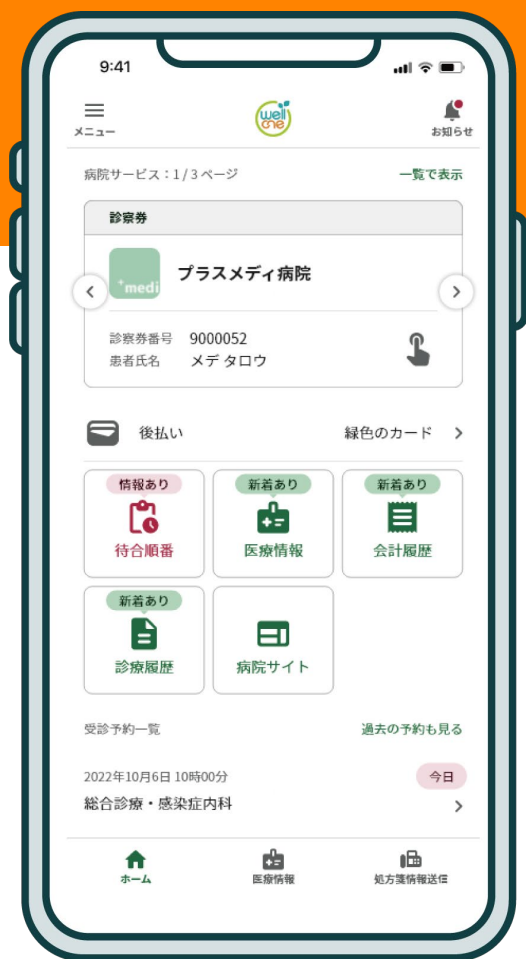 9:41
メニュー
well one
お知らせ
病院サービス：1 / 3 ページ
一覧で表示
診察券
+medi
プラスメディ病院
診察券番号 9000052
患者氏名 メデ タロウ
後払い
緑色のカード
情報あり
待合順番
新着あり
医療情報
新着あり
会計履歴
新着あり
診療履歴
病院サイト
受診予約一覧
過去の予約も見る
2022年10月6日 10時00分
今日
総合診療・感染症内科
ホーム
医療情報
処方箋情報送信